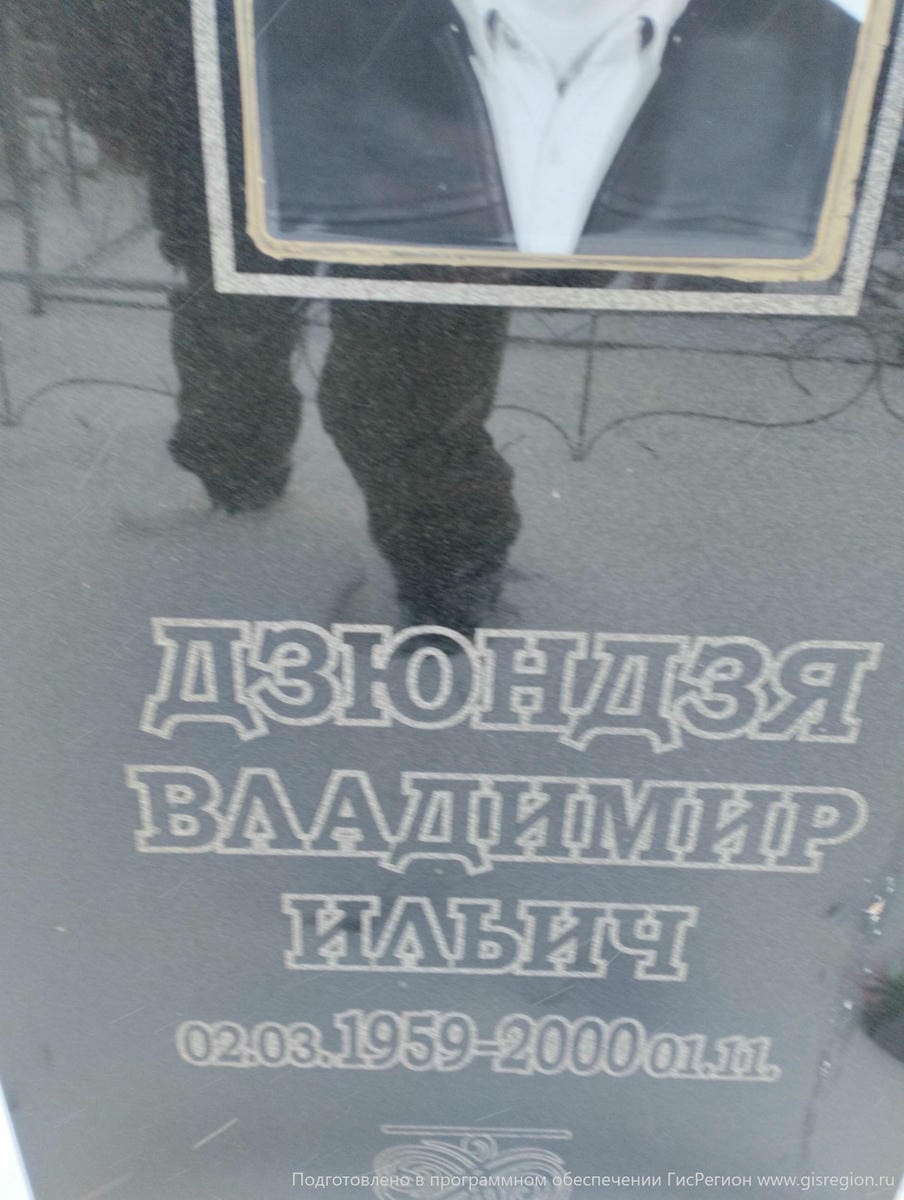 ДЗЮНДЗЯ
ВЛАДИМИР
ИЛЬИЧ
02.03.1959-2000 01.11.
Подготовлено в программном обеспечении ГисРегион www.gisregion.ru